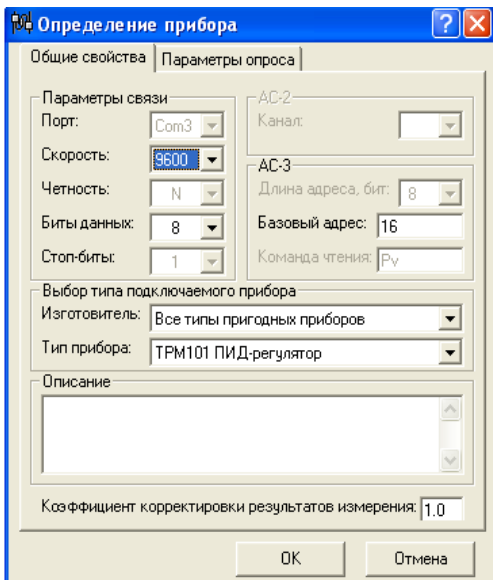 Определение прибора
Общие свойства Параметры опроса
Параметры связи
Порт: Com3
Скорость: 9600
Четность: N
Биты данных: 8
Стоп-биты: 1
АС-2
Канал:
АС-3
Длина адреса, бит: 8
Базовый адрес: 16
Команда чтения: Pv
Выбор типа подключаемого прибора
Изготовитель: Все типы пригодных приборов
Тип прибора: ТРМ101 ПИД-регулятор
Описание
Коэффициент корректировки результатов измерения: 1.0
OK Отмена